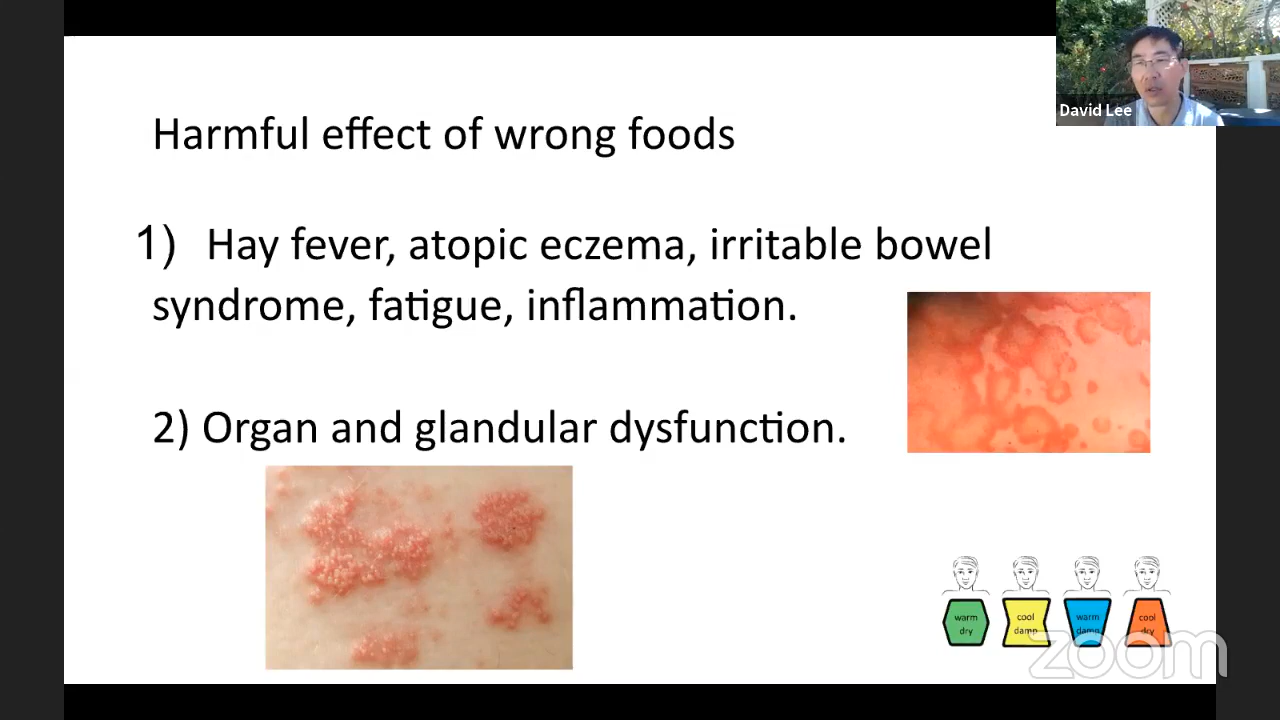 David Lee
Harmful effect of wrong foods
1) Hay fever, atopic eczema, irritable bowel
syndrome, fatigue, inflammation.
2) Organ and glandular dysfunction.
warm
dry
cool
damp
warm
damp
cool
dry
zoom